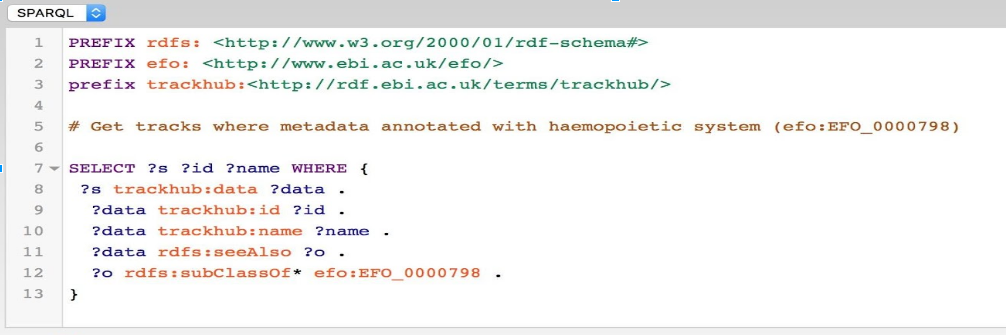 SPARQL
1 PREFIX rdfs: <http://www.w3.org/2000/01/rdf-schema#>
2 PREFIX efo: <http://www.ebi.ac.uk/efo/>
3 prefix trackhub:<http://rdf.ebi.ac.uk/terms/trackhub/>
4
5 # Get tracks where metadata annotated with haemopoietic system (efo:EFO_0000798)
6
7 SELECT ?s ?id ?name WHERE {
8 ?s trackhub:data ?data .
9 ?data trackhub:id ?id .
10 ?data trackhub:name ?name .
11 ?data rdfs:seeAlso ?o .
12 ?o rdfs:subClassOf* efo:EFO_0000798 .
13 }